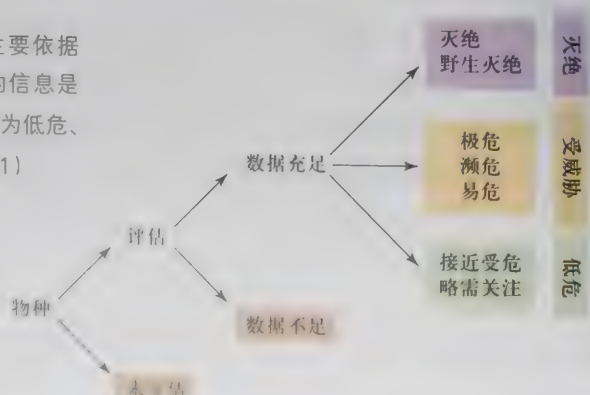 主要依据
的信息是
为低危、
1）
灭绝
野生灭绝
灭绝
数据充足
极危
濒危
易危
受威胁
评估
接近受危
略需关注
低危
物种
数据不足